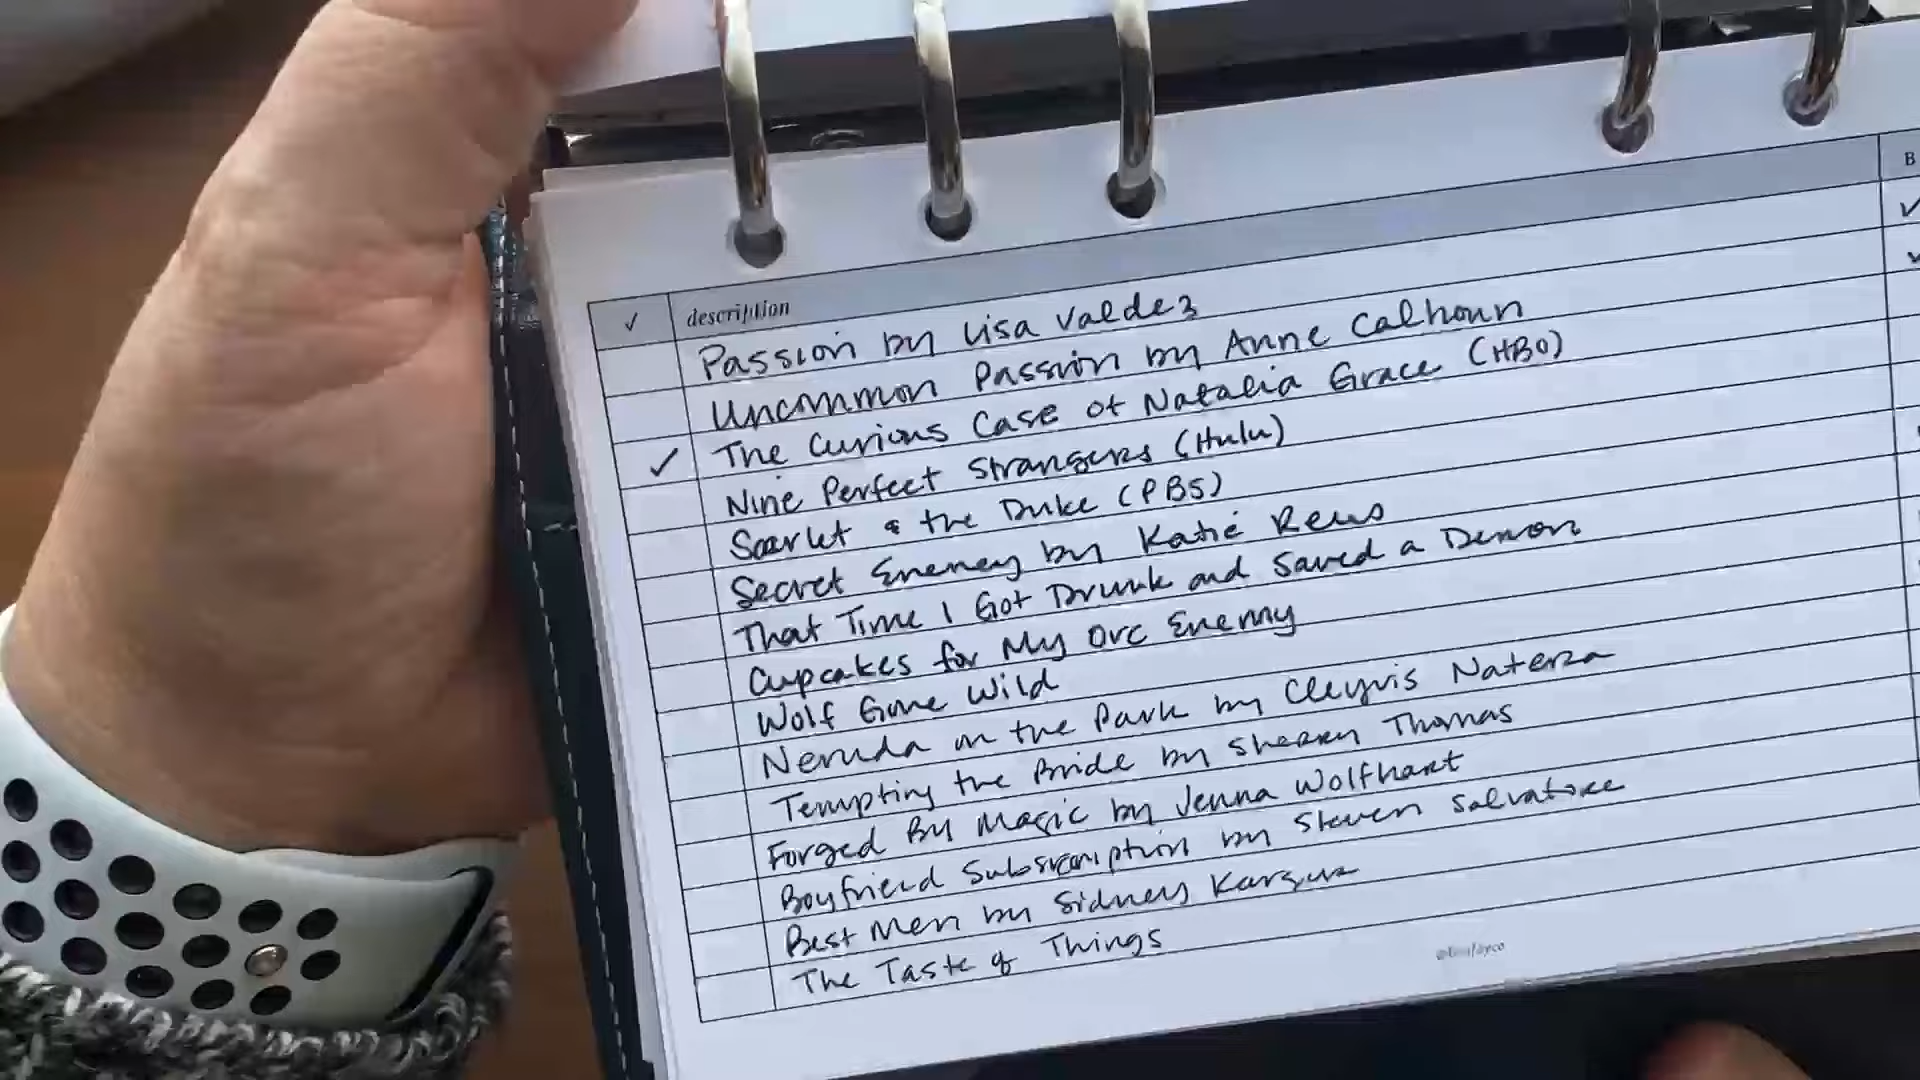 ✓ description B
Passion by Lisa Valdez ✓
Uncommon Passion by Anne Calhoun ✓
✓ The Curious Case of Natalia Grace (HBO)
Nine Perfect Strangers (Hulu)
Scarlet & the Duke (PBS)
Secret Enemey by Katie Reus
That Time I Got Drunk and Saved a Demon
Cupcakes for My Orc Enemy
Wolf Gone Wild
Neruda on the Park by Cleyvis Natera
Tempting the Bride by Sherry Thomas
Forged By Magic by Jenna Wolfhart
Boyfriend Subscription by Steven Salvatore
Best Men by Sidney Karger
The Taste of Things